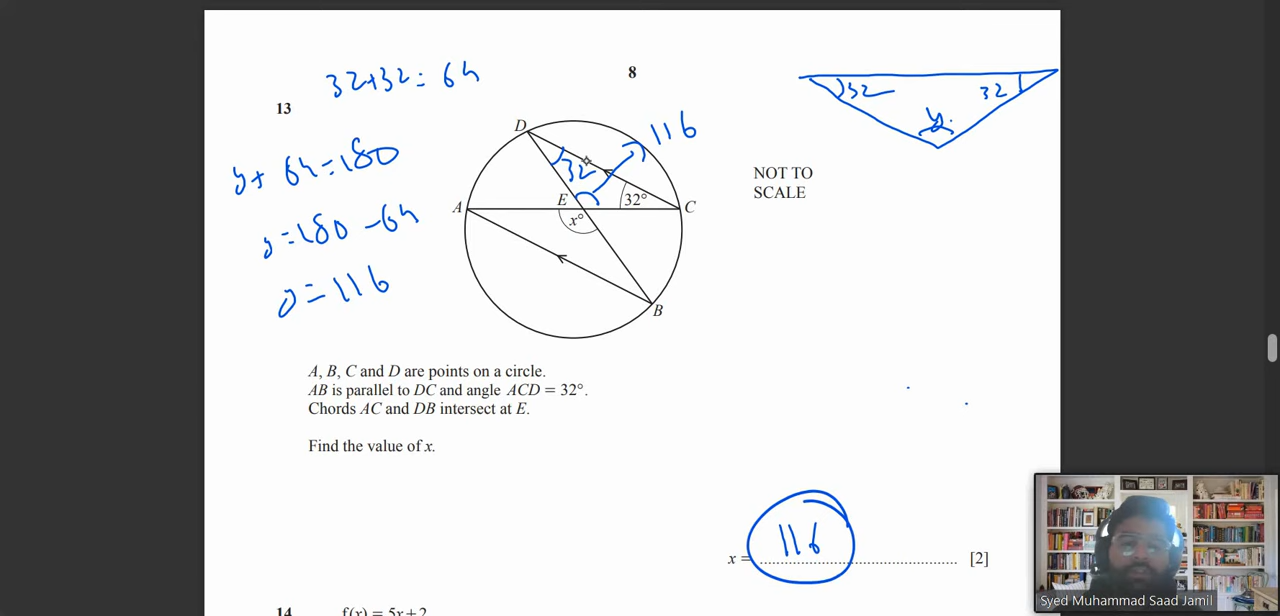 32+32 = 64
8
13
y + 64 = 180
y = 180 - 64
y = 116
D
116
32
E
32°
A
C
x°
B
32
32
y
NOT TO
SCALE
A, B, C and D are points on a circle.
AB is parallel to DC and angle ACD = 32°.
Chords AC and DB intersect at E.
Find the value of x.
x = 116 [2]
Syed Muhammad Saad Jamil
14 f(x) = 5x + 2